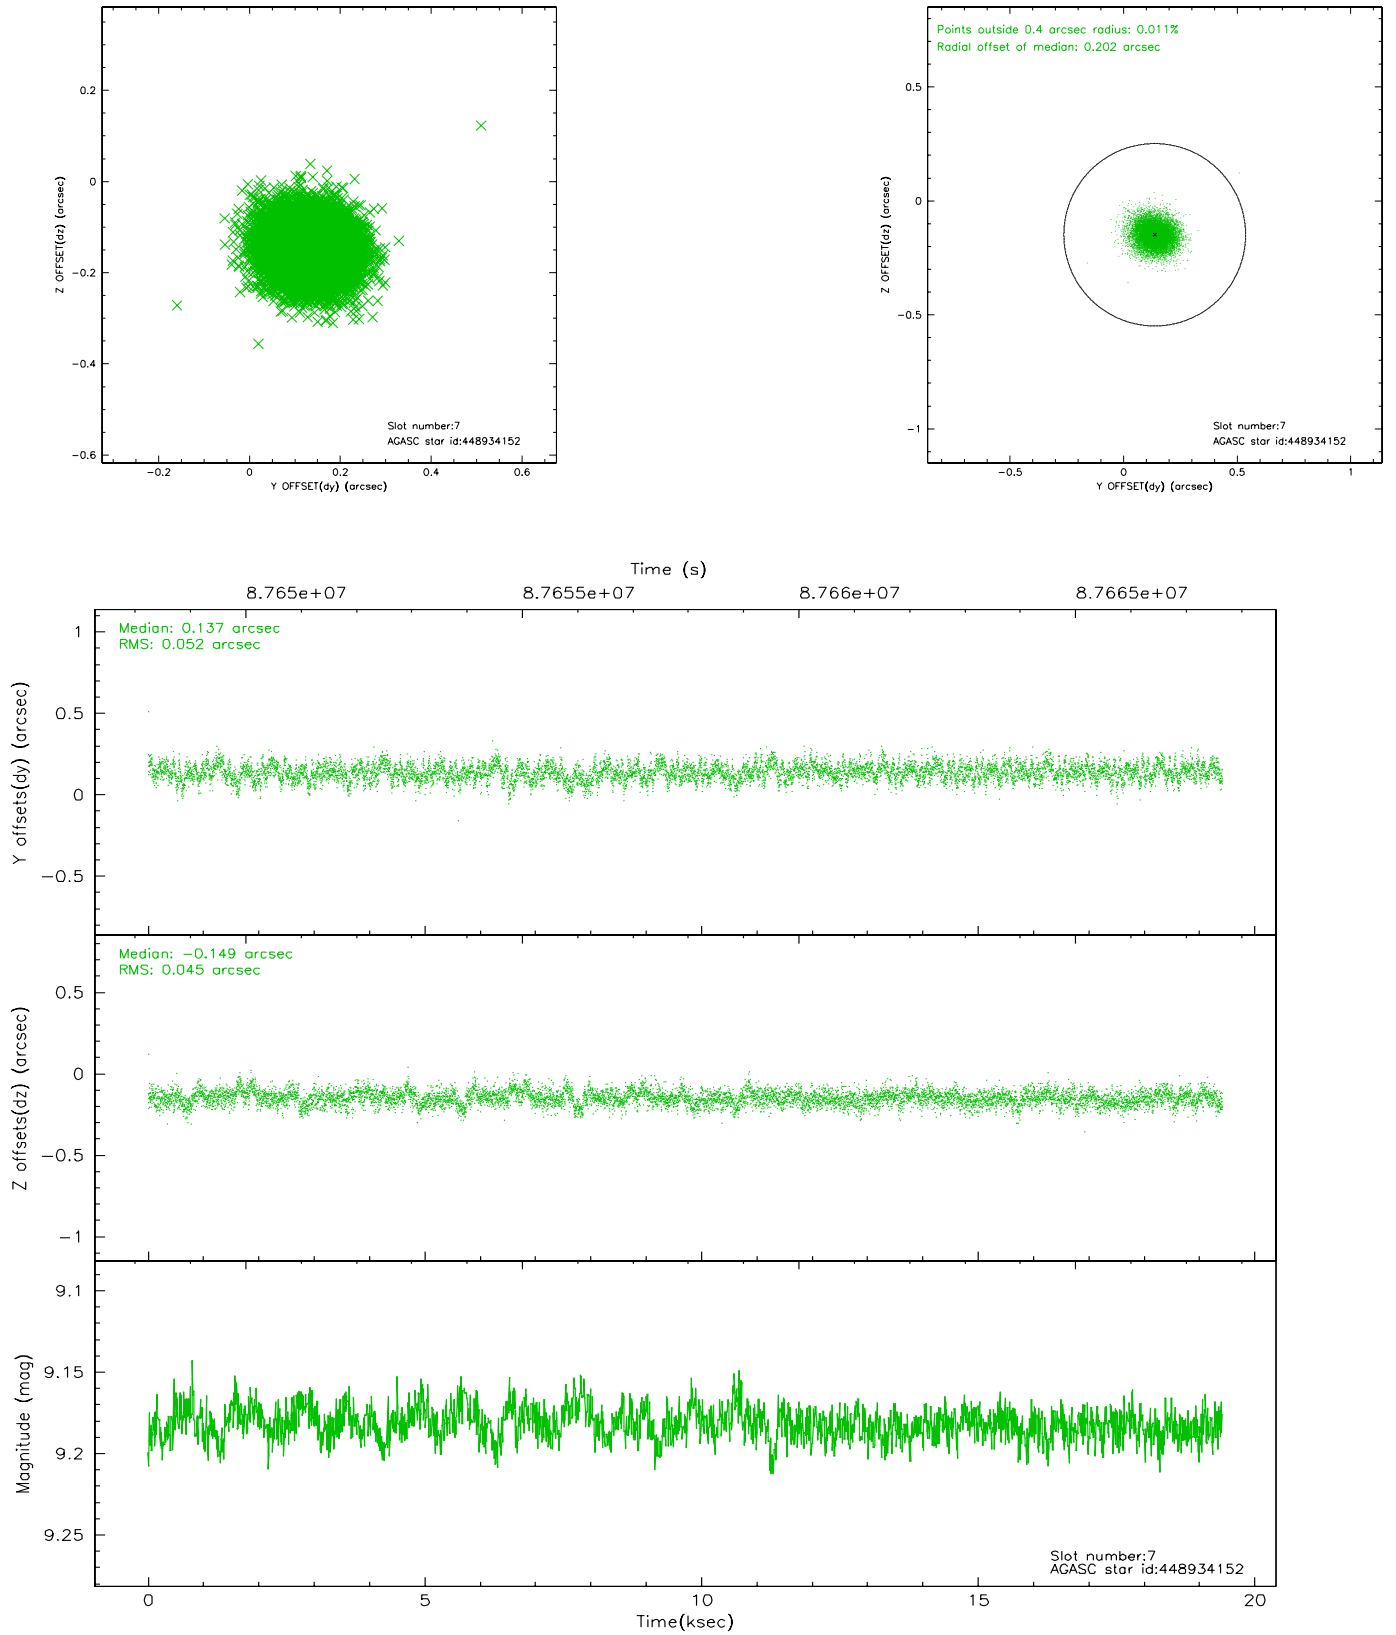 0.2
0
−0.2
−0.4
−0.6
Z OFFSET(dz) (arcsec)
Slot number:7
AGASC star id:448934152
−0.2
0
0.2
0.4
0.6
Y OFFSET(dy) (arcsec)
Points outside 0.4 arcsec radius: 0.011%
Radial offset of median: 0.202 arcsec
0.5
0
−0.5
−1
Z OFFSET(dz) (arcsec)
Slot number:7
AGASC star id:448934152
−0.5
0
0.5
1
Y OFFSET(dy) (arcsec)
Time (s)
8.765e+07
8.7655e+07
8.766e+07
8.7665e+07
Median: 0.137 arcsec
RMS: 0.052 arcsec
1
0.5
0
−0.5
Y offsets(dy) (arcsec)
Median: −0.149 arcsec
RMS: 0.045 arcsec
0.5
0
−0.5
−1
Z offsets(dz) (arcsec)
9.1
9.15
9.2
9.25
Magnitude (mag)
Slot number:7
AGASC star id:448934152
0
5
10
15
20
Time(ksec)